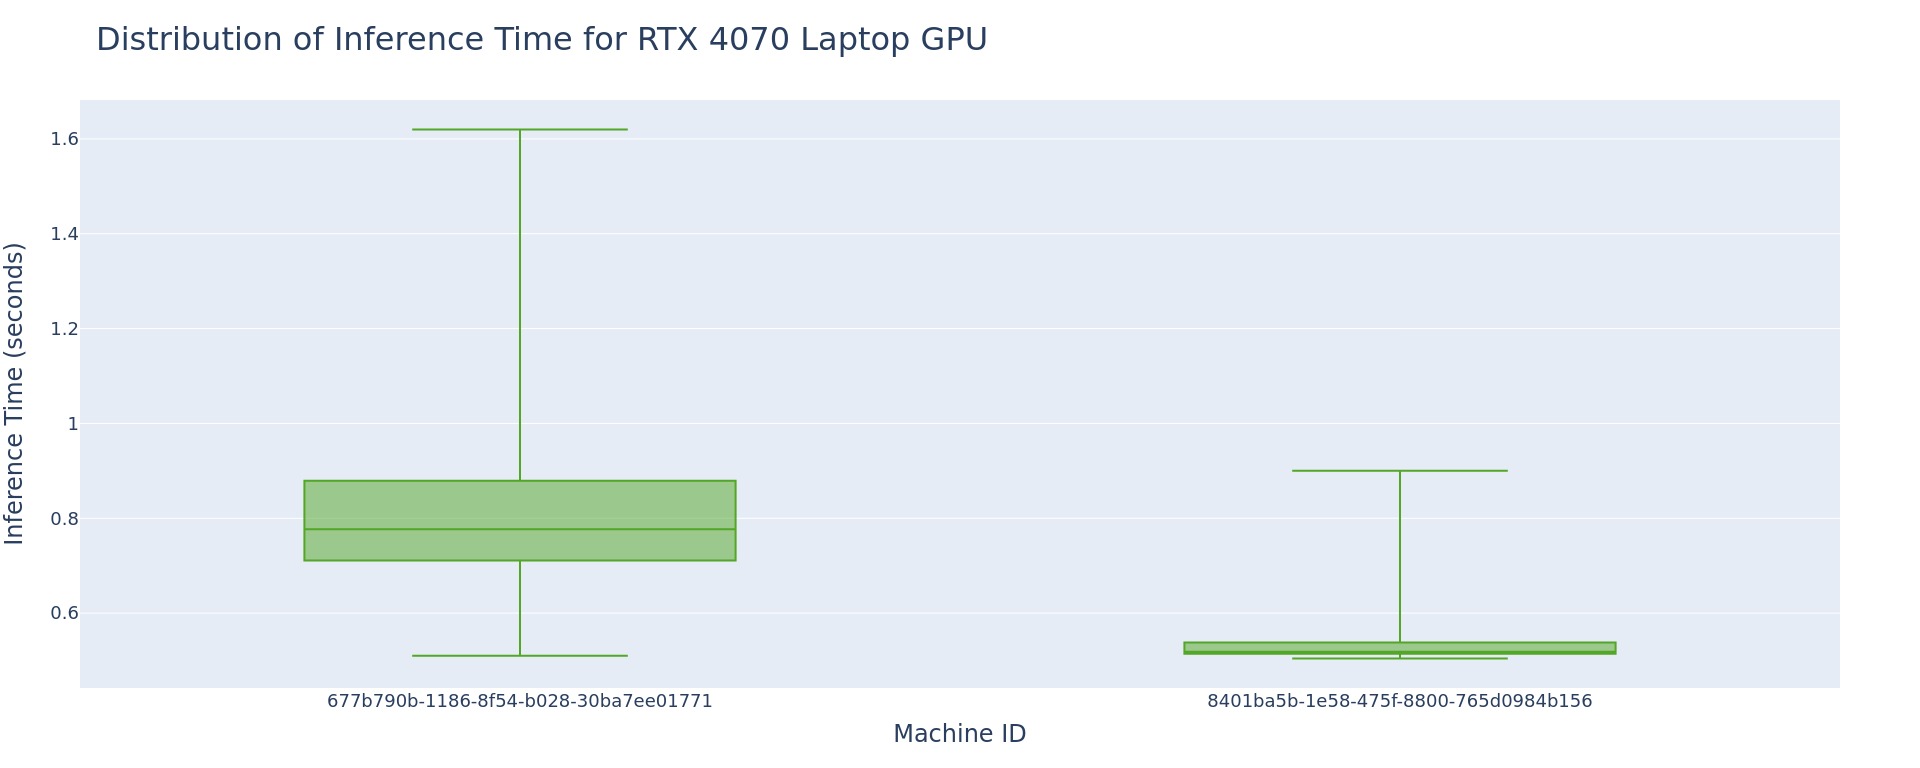 Distribution of Inference Time for RTX 4070 Laptop GPU
Inference Time (seconds)
1.6
1.4
1.2
1
0.8
0.6
677b790b-1186-8f54-b028-30ba7ee01771
8401ba5b-1e58-475f-8800-765d0984b156
Machine ID